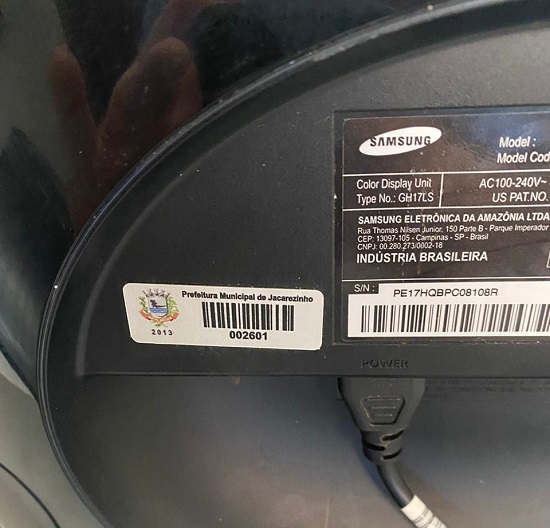 SAMSUNG
Model :
Model Cod
Color Display Unit
Type No.: GH17LS
AC100-240V~
US PAT.NO.
SAMSUNG ELETRÔNICA DA AMAZÔNIA LTDA
Rua Thomas Nilsen Junior, 150 Parte B - Parque Imperador
CEP: 13097-105 - Campinas - SP - Brasil
CNPJ: 00.280.273/0002-18
INDÚSTRIA BRASILEIRA
S/N :
PE17HQBPC08108R
Prefeitura Municipal de Jacarezinho
2013
002601
POWER